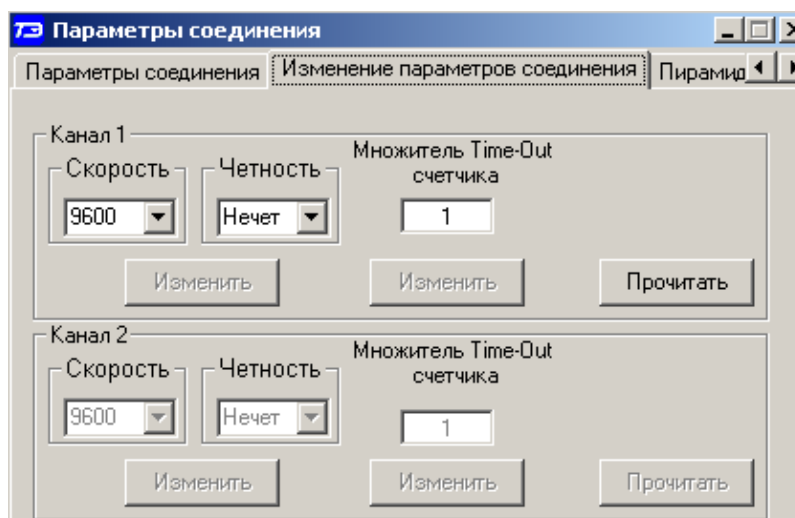 ТЭ Параметры соединения
Параметры соединения Изменение параметров соединения Пирамид
Канал 1
Скорость Четность Множитель Time-Out
счетчика
9600 Нечет 1
Изменить Изменить Прочитать
Канал 2
Скорость Четность Множитель Time-Out
счетчика
9600 Нечет 1
Изменить Изменить Прочитать